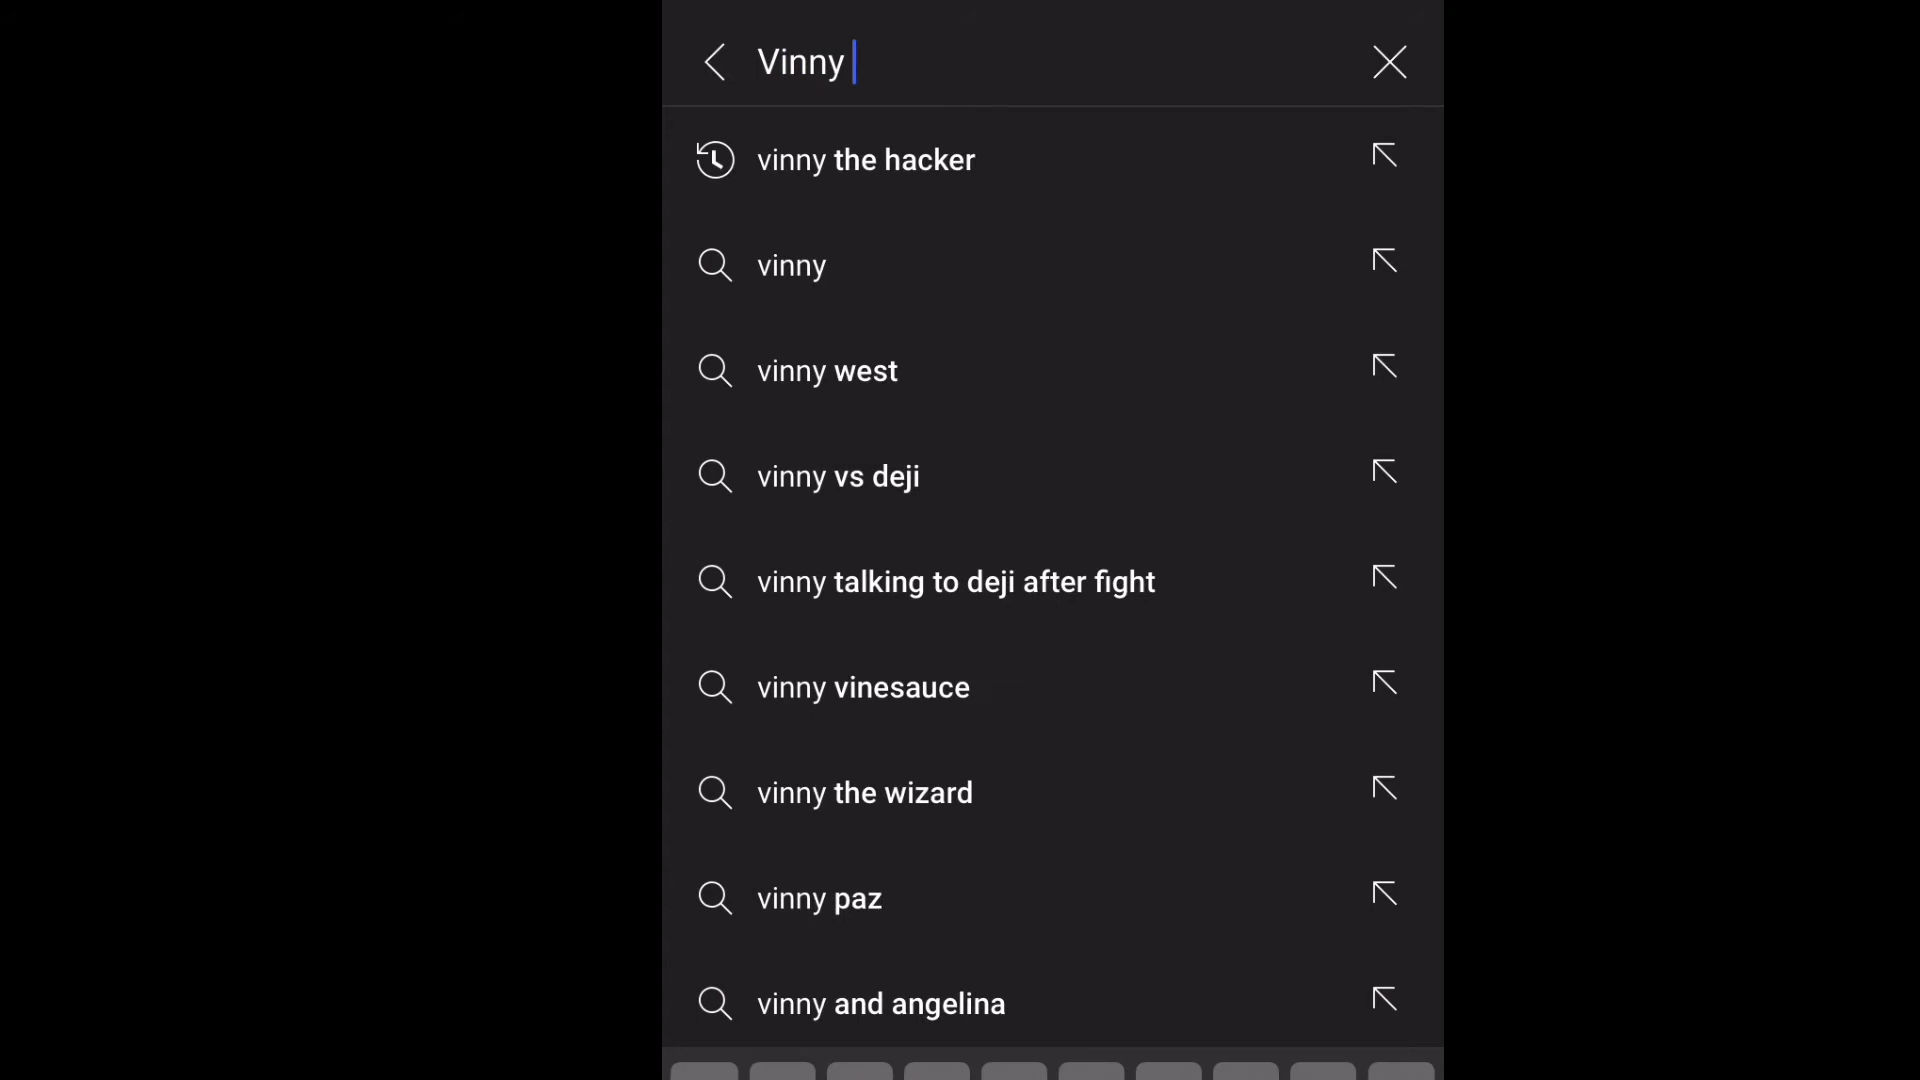 Vinny
vinny the hacker
vinny
vinny west
vinny vs deji
vinny talking to deji after fight
vinny vinesauce
vinny the wizard
vinny paz
vinny and angelina